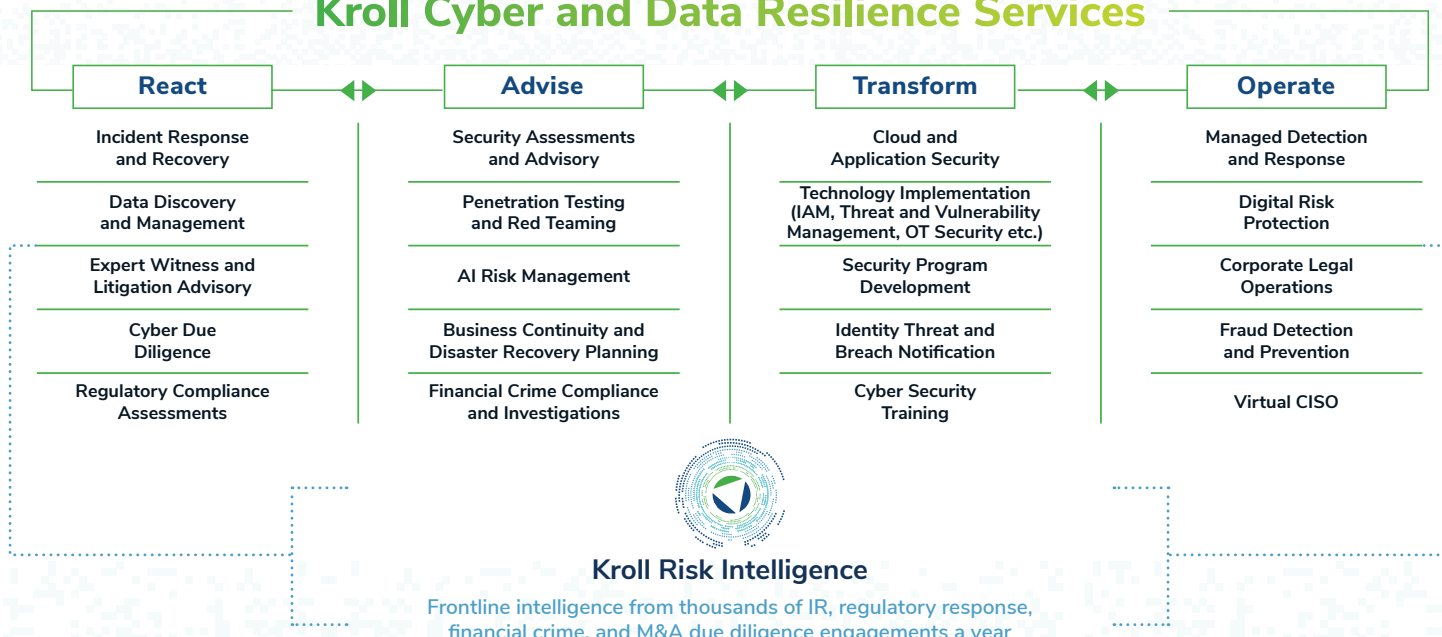 Kroll Cyber and Data Resilience Services
React
Advise
Transform
Operate
Incident Response
and Recovery
Data Discovery
and Management
Expert Witness and
Litigation Advisory
Cyber Due
Diligence
Regulatory Compliance
Assessments
Security Assessments
and Advisory
Penetration Testing
and Red Teaming
AI Risk Management
Business Continuity and
Disaster Recovery Planning
Financial Crime Compliance
and Investigations
Cloud and
Application Security
Technology Implementation
(IAM, Threat and Vulnerability
Management, OT Security etc.)
Security Program
Development
Identity Threat and
Breach Notification
Cyber Security
Training
Managed Detection
and Response
Digital Risk
Protection
Corporate Legal
Operations
Fraud Detection
and Prevention
Virtual CISO
Kroll Risk Intelligence
Frontline intelligence from thousands of IR, regulatory response,
financial crime, and M&A due diligence engagements a year